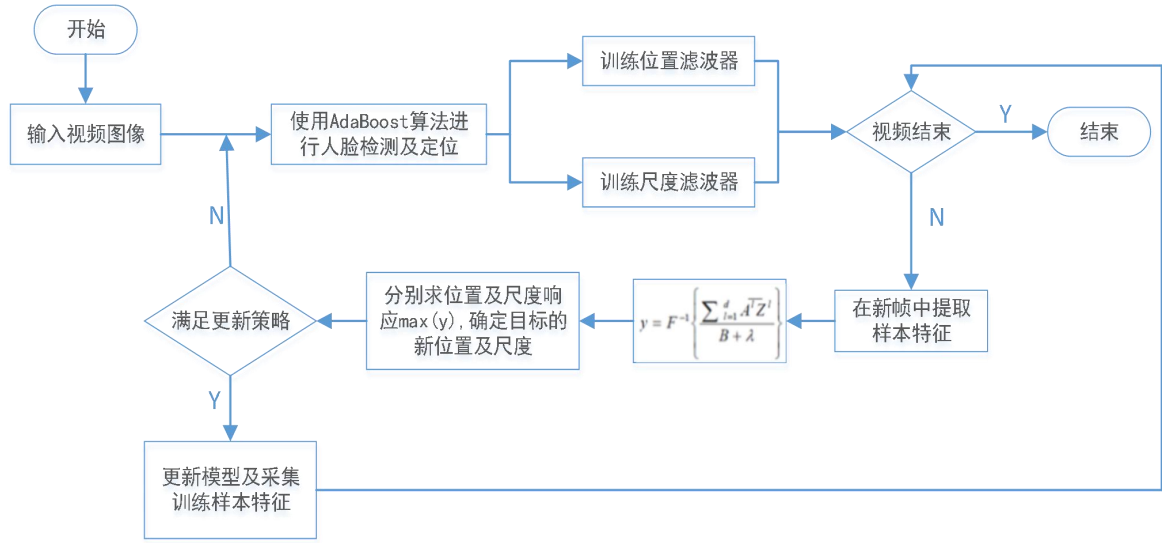 开始
输入视频图像
使用AdaBoost算法进
行人脸检测及定位
训练位置滤波器
训练尺度滤波器
视频结束
Y
结束
N
在新帧中提取
样本特征
y = F⁻¹{∑ᵈₗ₌₁ A̅ˡZˡ / (B + λ)}
分别求位置及尺度响
应max(y),确定目标的
新位置及尺度
满足更新策略
N
Y
更新模型及采集
训练样本特征